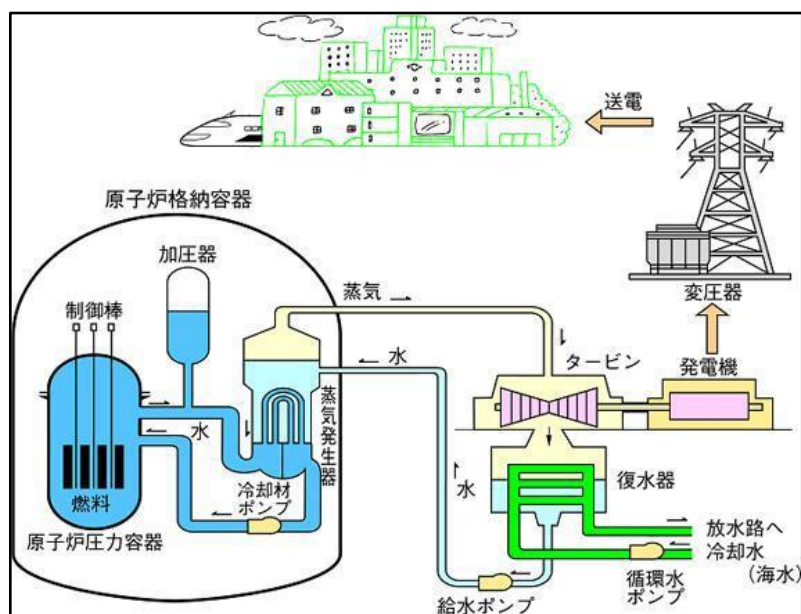 送電
原子炉格納容器
加圧器
制御棒
変圧器
蒸気
水
タービン
発電機
水
蒸気発生器
水
復水器
燃料
冷却材
ポンプ
原子炉圧力容器
放水路へ
冷却水
(海水)
循環水
ポンプ
給水ポンプ